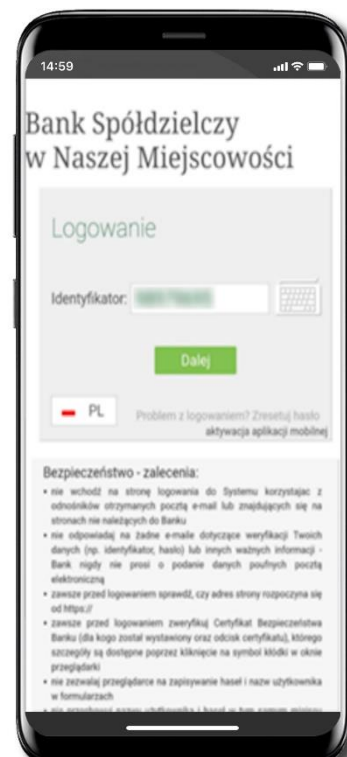 14:59
Bank Spółdzielczy
w Naszej Miejscowości
Logowanie
Identyfikator:
Dalej
PL
Problem z logowaniem? Zresetuj hasło
aktywacja aplikacji mobilnej
Bezpieczeństwo - zalecenia:
• nie wchodź na stronę logowania do Systemu korzystając z
odnośników otrzymanych pocztą e-mail lub znajdujących się na
stronach nie należących do Banku
• nie odpowiadaj na żadne e-maile dotyczące weryfikacji Twoich
danych (np. identyfikator, hasło) lub innych ważnych informacji -
Bank nigdy nie prosi o podanie danych poufnych pocztą
elektroniczną
• zawsze przed logowaniem sprawdź, czy adres strony rozpoczyna się
od https://
• zawsze przed logowaniem zweryfikuj Certyfikat Bezpieczeństwa
Banku (dla kogo został wystawiony oraz odcisk certyfikatu), którego
szczegóły są dostępne poprzez kliknięcie na symbol kłódki w oknie
przeglądarki
• nie zezwalaj przeglądarce na zapisywanie haseł i nazw użytkownika
w formularzach